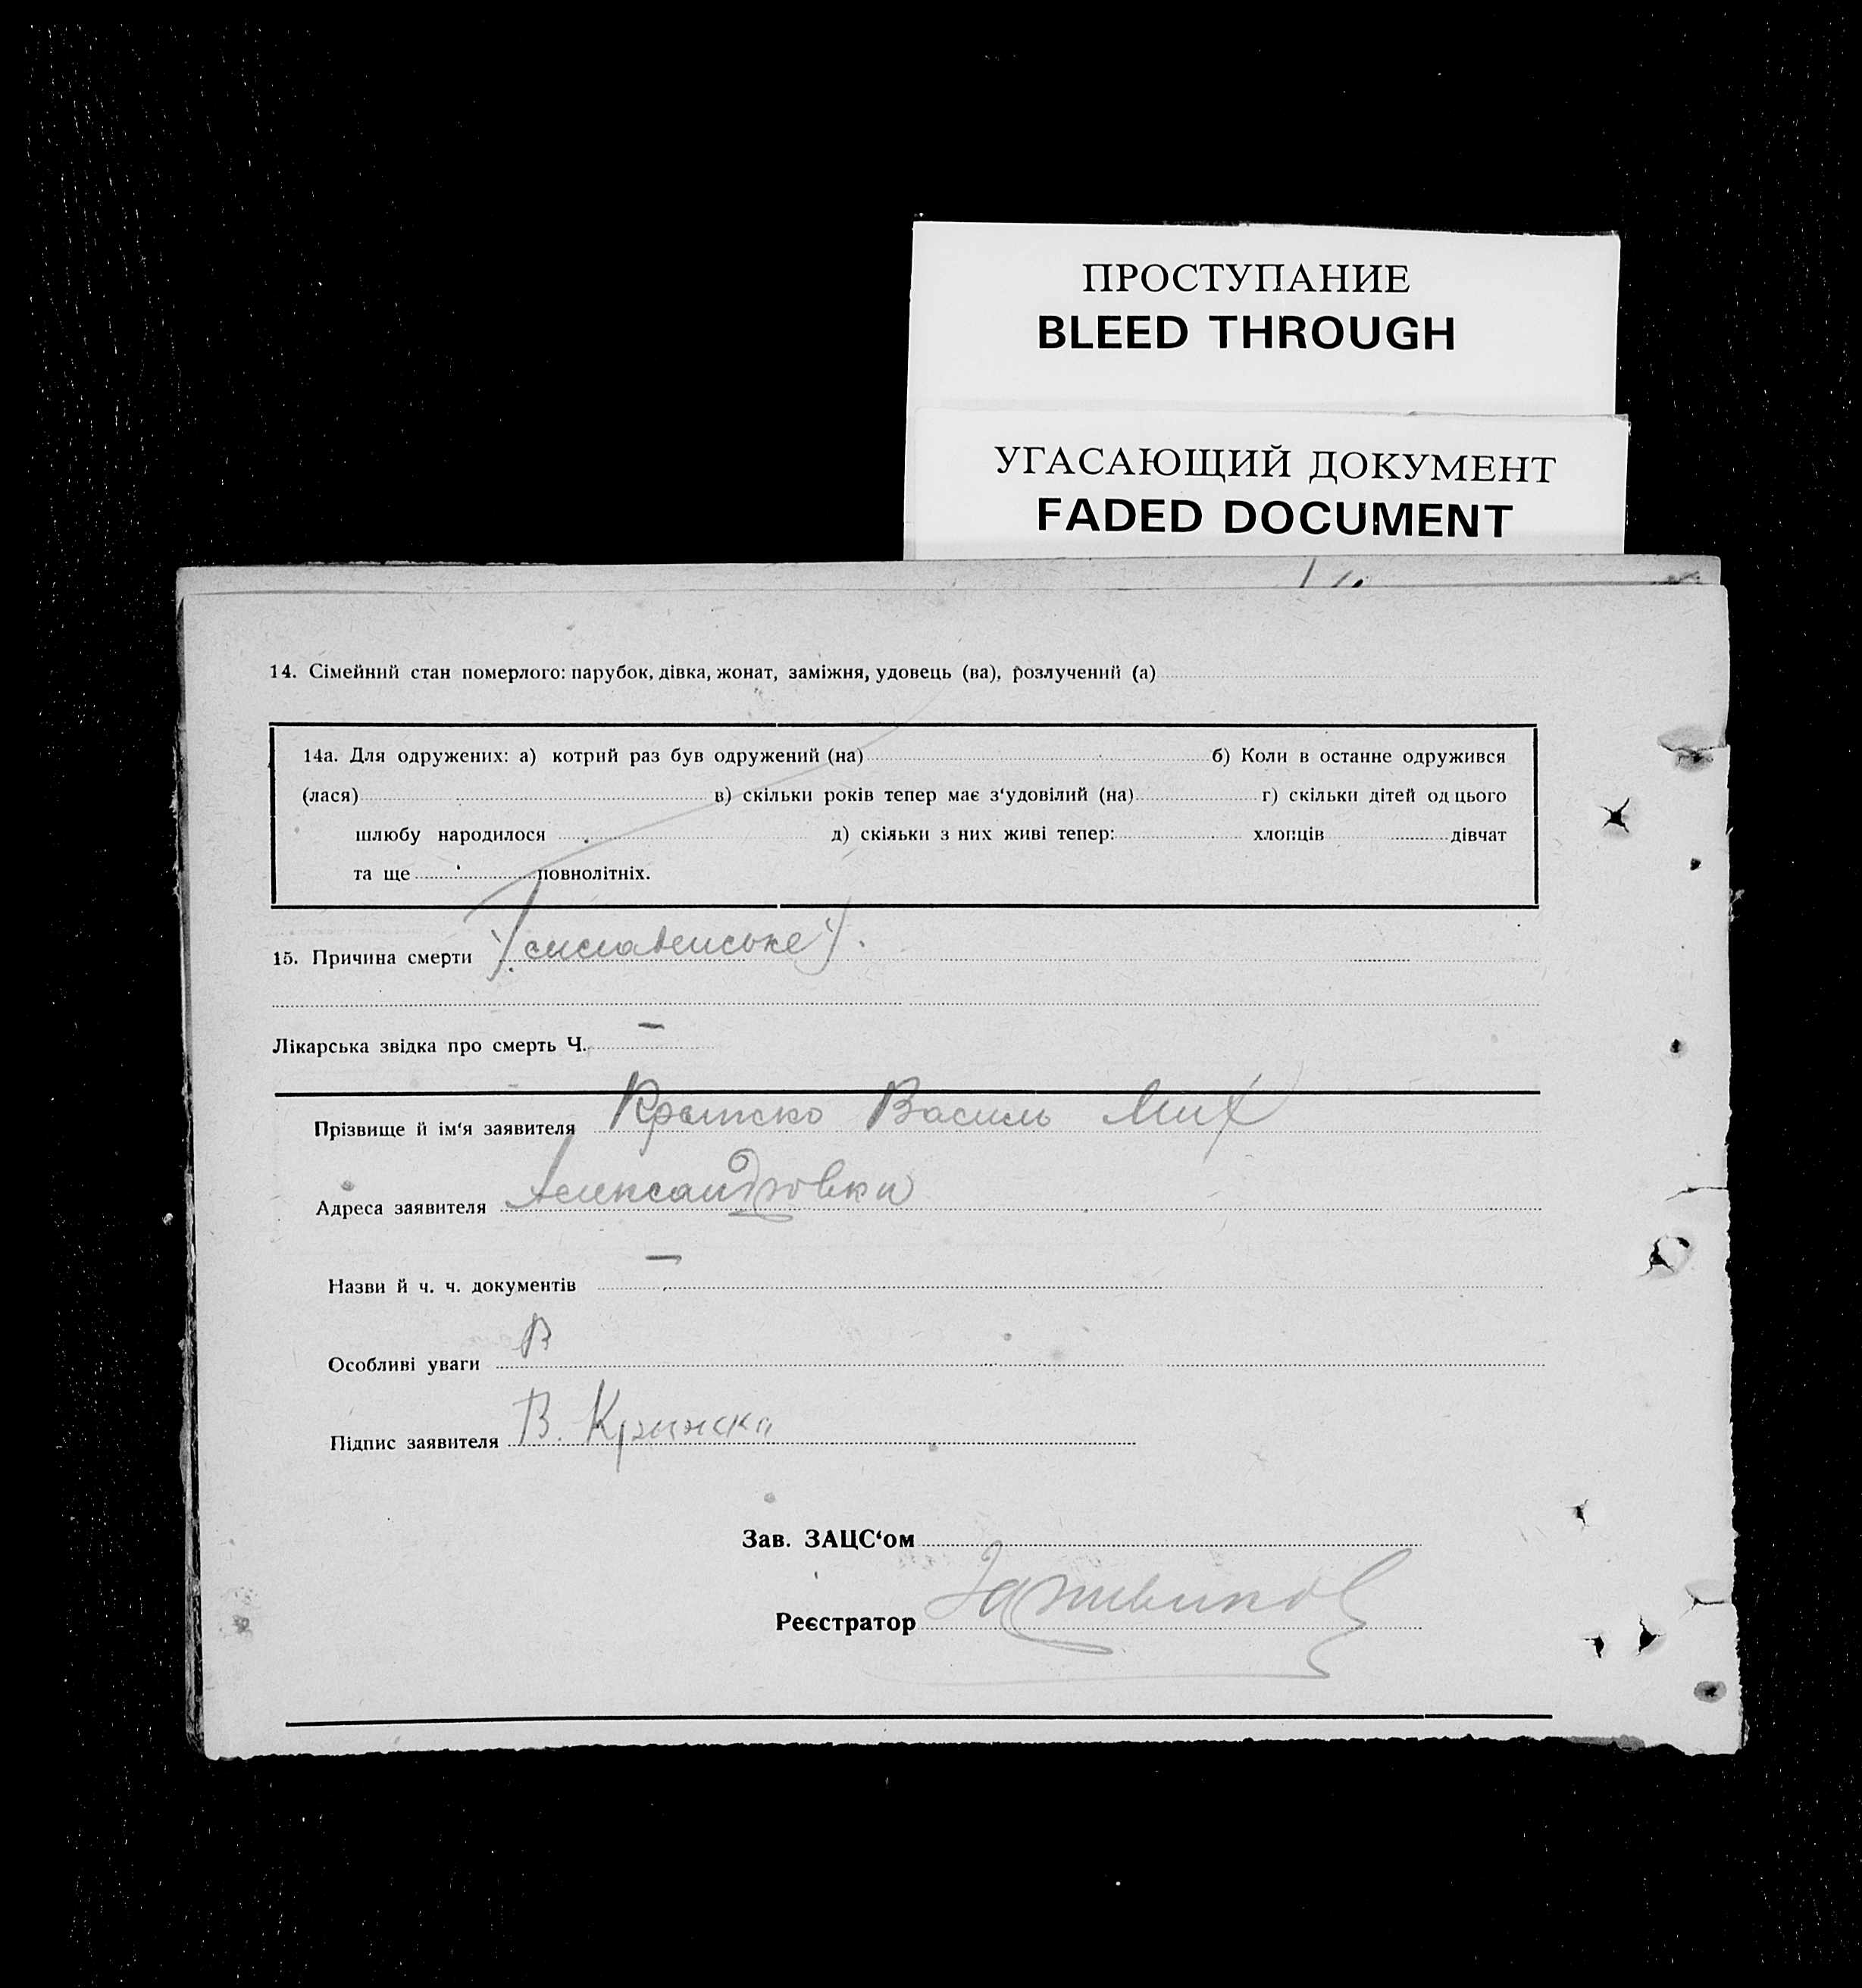 ПРОСТУПАНИЕ
BLEED THROUGH
УГАСАЮЩИЙ ДОКУМЕНТ
FADED DOCUMENT
14. Сімейний стан померлого: парубок, дівка, жонат, заміжня, удовець (ва), розлучений (а)
14а. Для одружених: а) котрий раз був одружений (на) б) Коли в останнє одружився
(лася) в) скільки років тепер має з‘удовілий (на) г) скільки дітей од цього
шлюбу народилося д) скільки з них живі тепер: хлопців дівчат
та ще повнолітніх.
15. Причина смерти
Лікарська звідка про смерть Ч. —
Прізвище й ім‘я заявителя Василь Мих
Адреса заявителя Александровка
Назви й ч. ч. документів —
Особливі уваги В
Підпис заявителя В.
Зав. ЗАЦС‘ом
Реєстратор